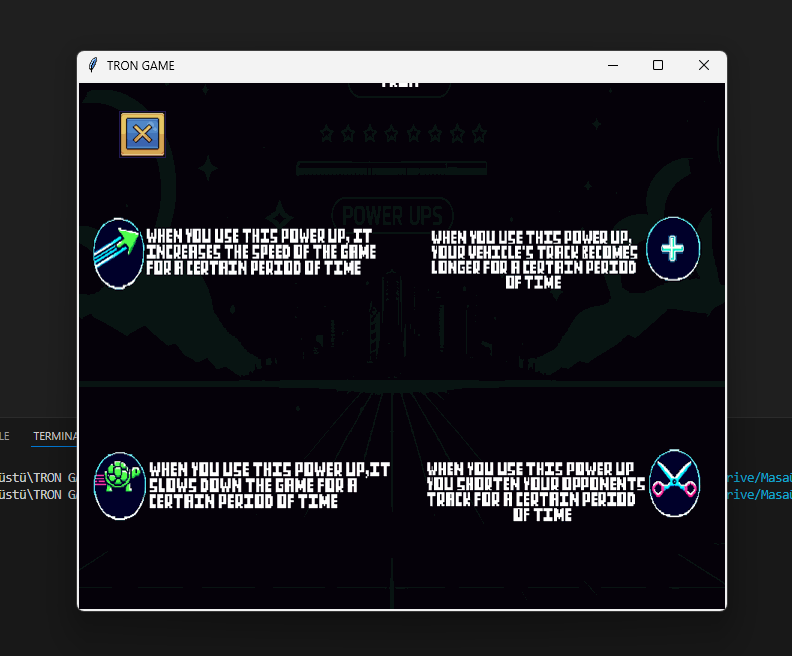 TRON GAME
TRON
POWER UPS
WHEN YOU USE THIS POWER UP, IT
INCREASES THE SPEED OF THE GAME
FOR A CERTAIN PERIOD OF TIME
WHEN YOU USE THIS POWER UP,
YOUR VEHICLE'S TRACK BECOMES
LONGER FOR A CERTAIN PERIOD
OF TIME
LE
TERMINA
üstü\TRON G
rive/Masaü
üstü\TRON G
rive/Masaü
WHEN YOU USE THIS POWER UP,IT
SLOWS DOWN THE GAME FOR A
CERTAIN PERIOD OF TIME
WHEN YOU USE THIS POWER UP
YOU SHORTEN YOUR OPPONENTS
TRACK FOR A CERTAIN PERIOD
OF TIME